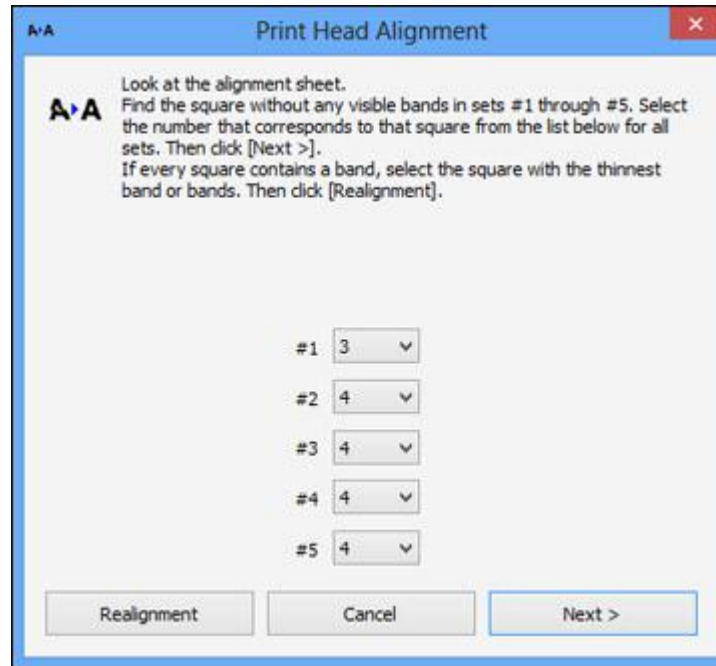 A▸A Print Head Alignment
Look at the alignment sheet.
A▸A Find the square without any visible bands in sets #1 through #5. Select
the number that corresponds to that square from the list below for all
sets. Then click [Next >].
If every square contains a band, select the square with the thinnest
band or bands. Then click [Realignment].
#1 3
#2 4
#3 4
#4 4
#5 4
Realignment Cancel Next >